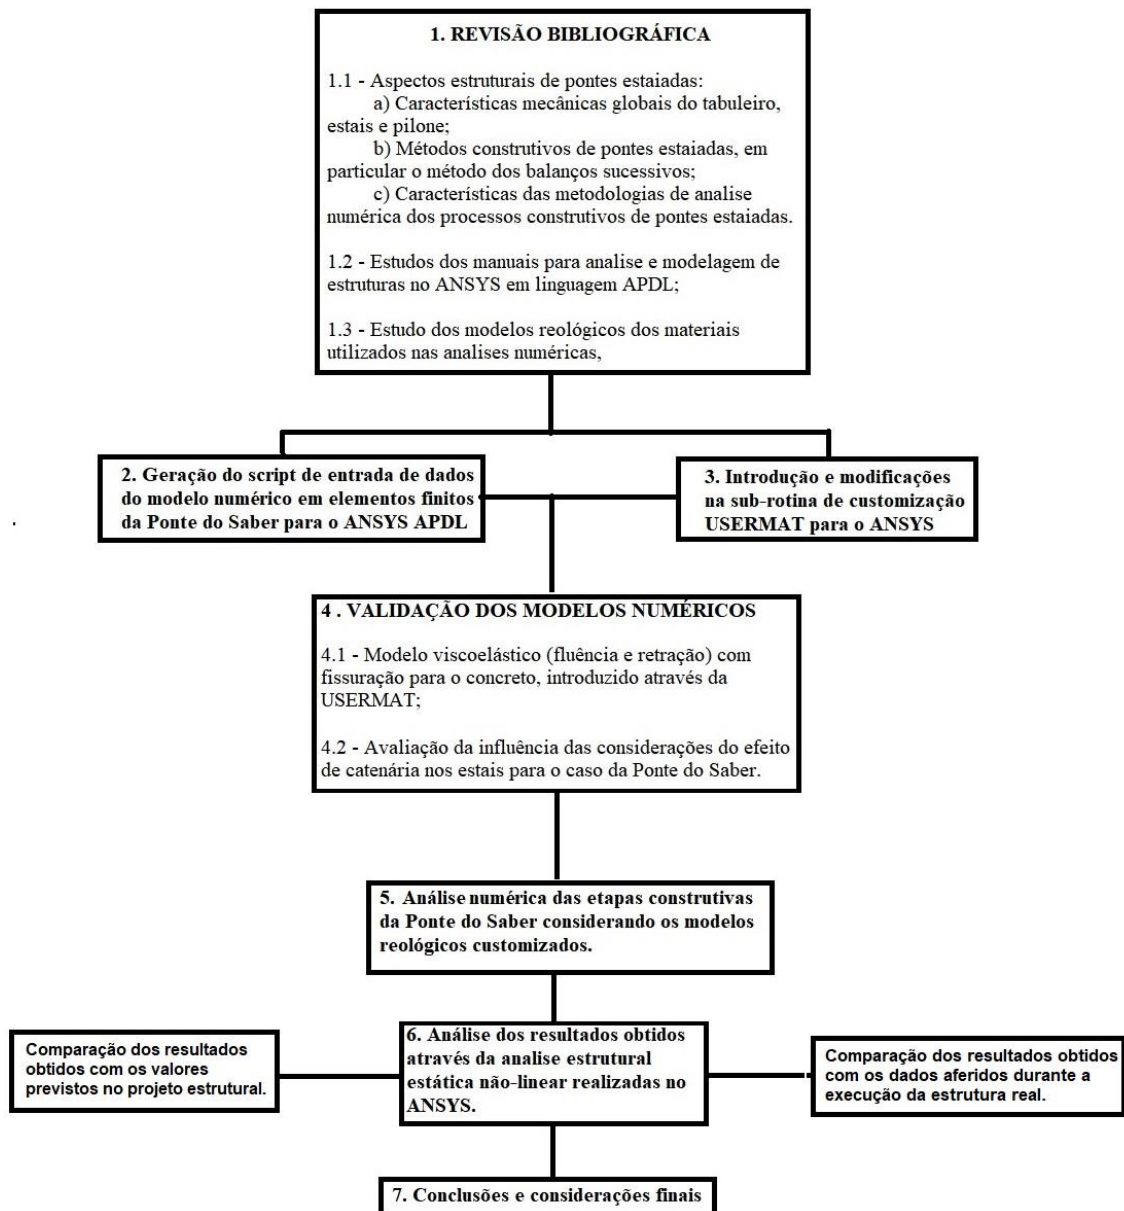 1. REVISÃO BIBLIOGRÁFICA
1.1 - Aspectos estruturais de pontes estaiadas:
a) Características mecânicas globais do tabuleiro,
estais e pilone;
b) Métodos construtivos de pontes estaiadas, em
particular o método dos balanços sucessivos;
c) Características das metodologias de analise
numérica dos processos construtivos de pontes estaiadas.
1.2 - Estudos dos manuais para analise e modelagem de
estruturas no ANSYS em linguagem APDL;
1.3 - Estudo dos modelos reológicos dos materiais
utilizados nas analises numéricas,
2. Geração do script de entrada de dados
do modelo numérico em elementos finitos
da Ponte do Saber para o ANSYS APDL
3. Introdução e modificações
na sub-rotina de customização
USERMAT para o ANSYS
4 . VALIDAÇÃO DOS MODELOS NUMÉRICOS
4.1 - Modelo viscoelástico (fluência e retração) com
fissuração para o concreto, introduzido através da
USERMAT;
4.2 - Avaliação da influência das considerações do efeito
de catenária nos estais para o caso da Ponte do Saber.
5. Análise numérica das etapas construtivas
da Ponte do Saber considerando os modelos
reológicos customizados.
6. Análise dos resultados obtidos
através da analise estrutural
estática não-linear realizadas no
ANSYS.
Comparação dos resultados
obtidos com os valores
previstos no projeto estrutural.
Comparação dos resultados obtidos
com os dados aferidos durante a
execução da estrutura real.
7. Conclusões e considerações finais